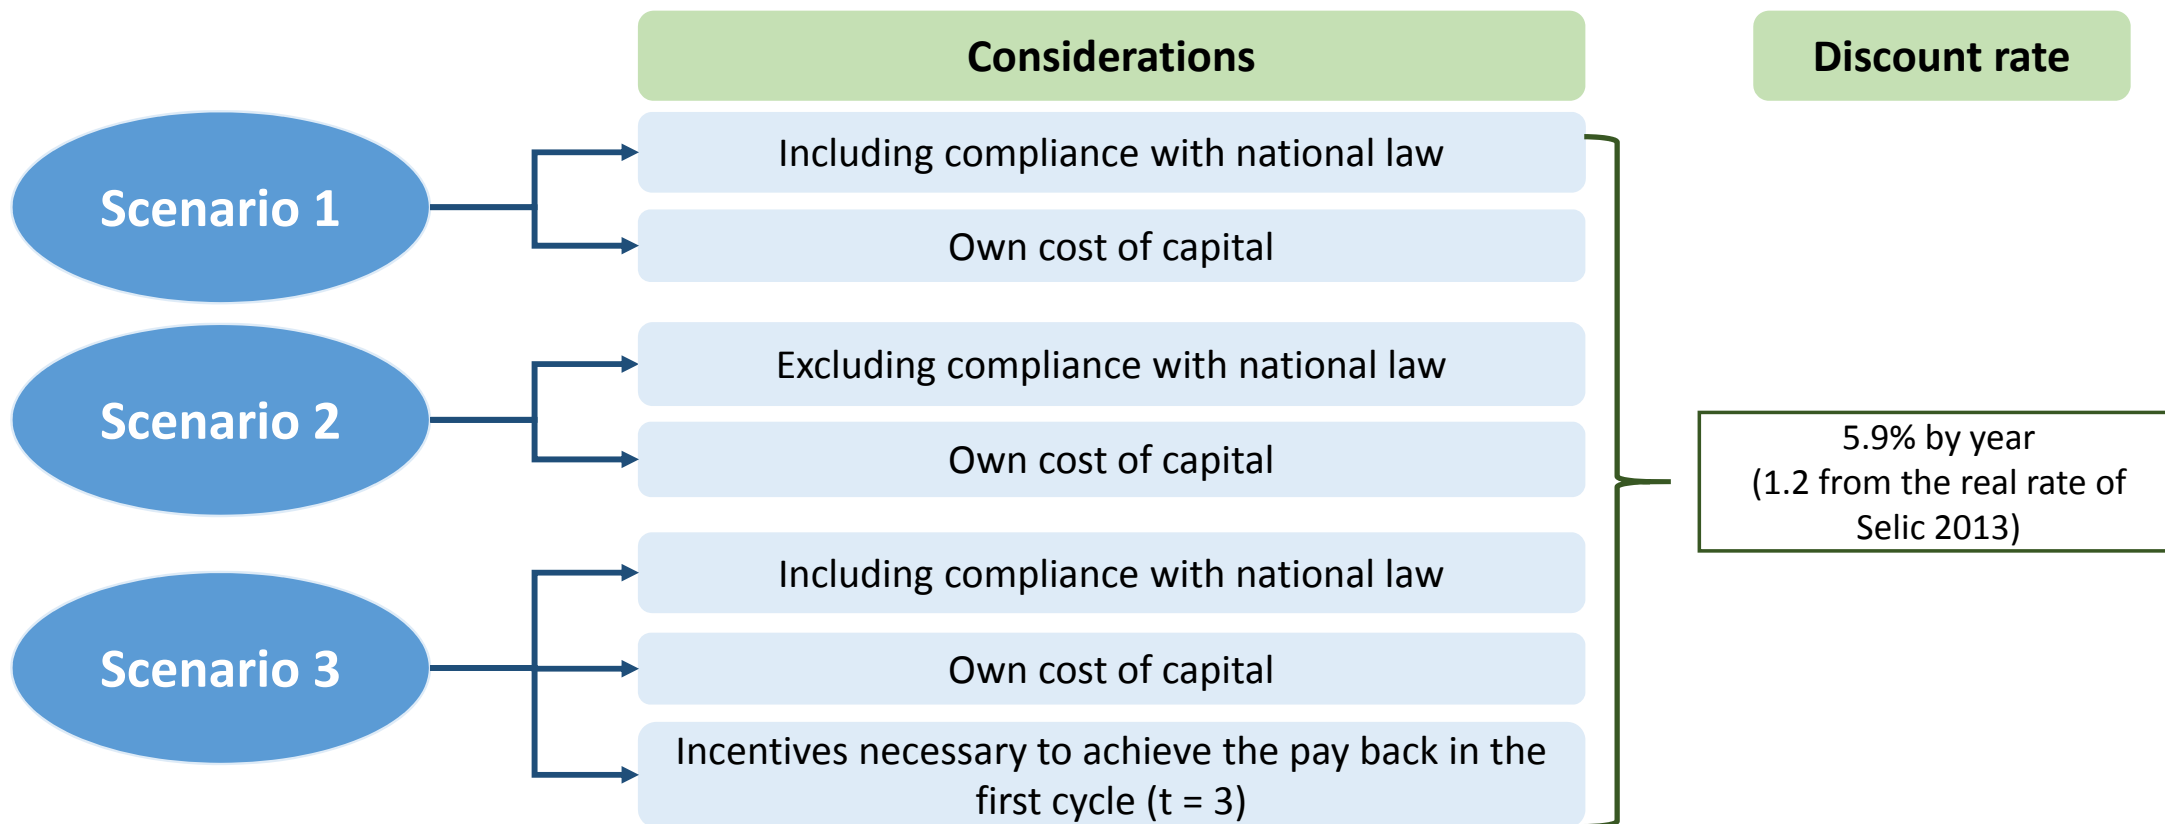 Considerations
Discount rate
Scenario 1
Including compliance with national law
Own cost of capital
Scenario 2
Excluding compliance with national law
Own cost of capital
5.9% by year
(1.2 from the real rate of
Selic 2013)
Scenario 3
Including compliance with national law
Own cost of capital
Incentives necessary to achieve the pay back in the
first cycle (t = 3)